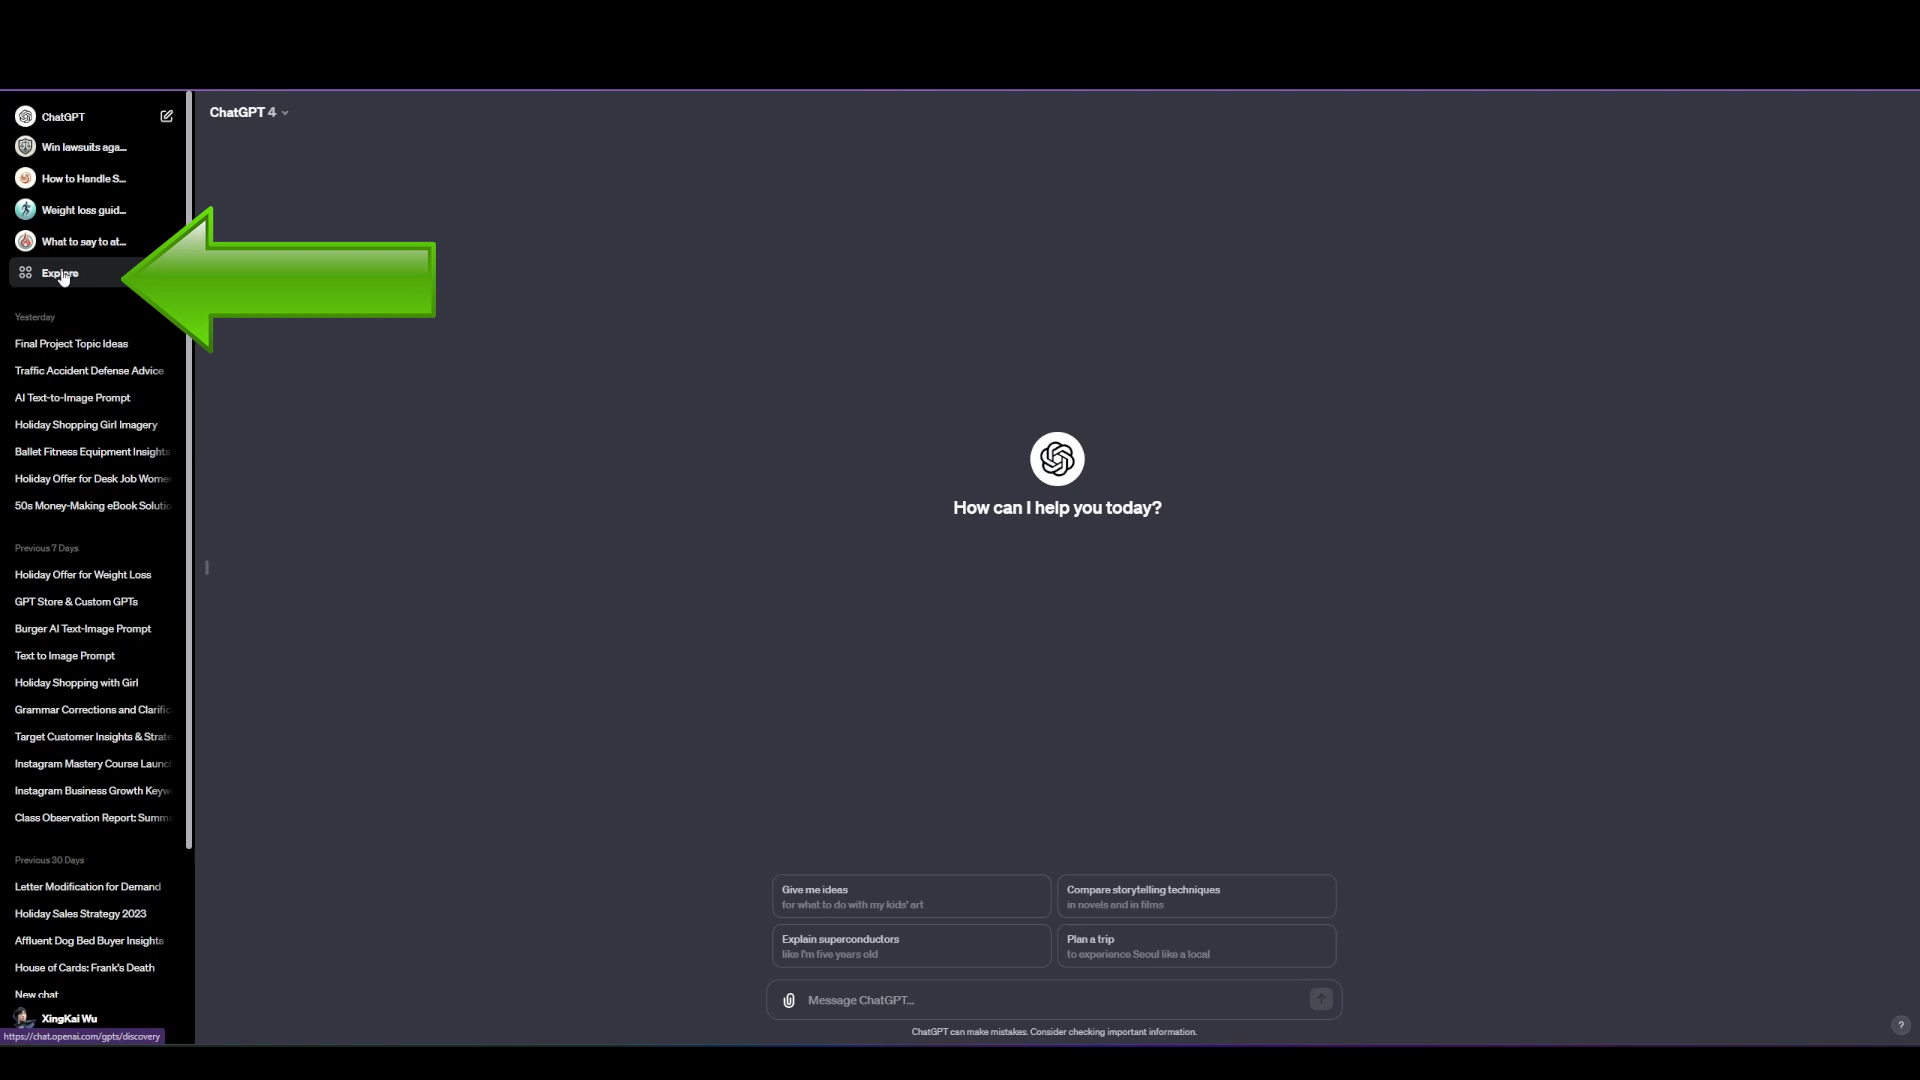 ChatGPT
Win lawsuits aga...
How to Handle S...
Weight loss guid...
What to say to at...
Explore
Yesterday
Final Project Topic Ideas
Traffic Accident Defense Advice
AI Text-to-Image Prompt
Holiday Shopping Girl Imagery
Ballet Fitness Equipment Insights
Holiday Offer for Desk Job Women
50s Money-Making eBook Solutio
Previous 7 Days
Holiday Offer for Weight Loss
GPT Store & Custom GPTs
Burger AI Text-Image Prompt
Text to Image Prompt
Holiday Shopping with Girl
Grammar Corrections and Clarific
Target Customer Insights & Strate
Instagram Mastery Course Launch
Instagram Business Growth Keyw
Class Observation Report: Summa
Previous 30 Days
Letter Modification for Demand
Holiday Sales Strategy 2023
Affluent Dog Bed Buyer Insights
House of Cards: Frank's Death
New chat
XingKai Wu
https://chat.openai.com/gpts/discovery
ChatGPT 4
How can I help you today?
Give me ideas
for what to do with my kids' art
Compare storytelling techniques
in novels and in films
Explain superconductors
like I'm five years old
Plan a trip
to experience Seoul like a local
Message ChatGPT...
ChatGPT can make mistakes. Consider checking important information.
?